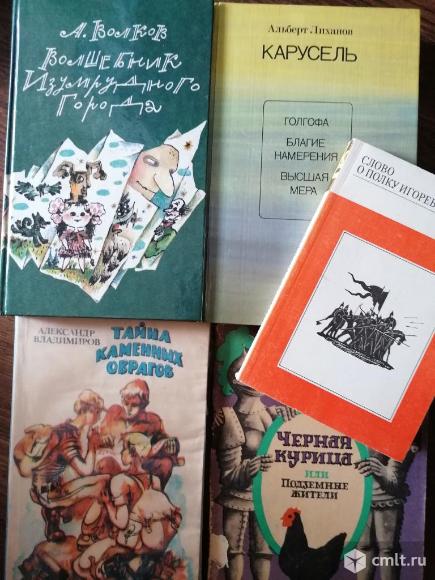 А. Волков
Волшебник
Изумрудного
Города
Альберт Лиханов
КАРУСЕЛЬ
ГОЛГОФА
БЛАГИЕ
НАМЕРЕНИЯ
ВЫСШАЯ
МЕРА
СЛОВО
О ПОЛКУ ИГОРЕВ
АЛЕКСАНДР
ВЛАДИМИРОВ
ТАЙНА
КАМЕННЫХ
ОВРАГОВ
ЧЕРНАЯ
КУРИЦА
ИЛИ
ПОДЗЕМНЫЕ
ЖИТЕЛИ
cmlt.ru